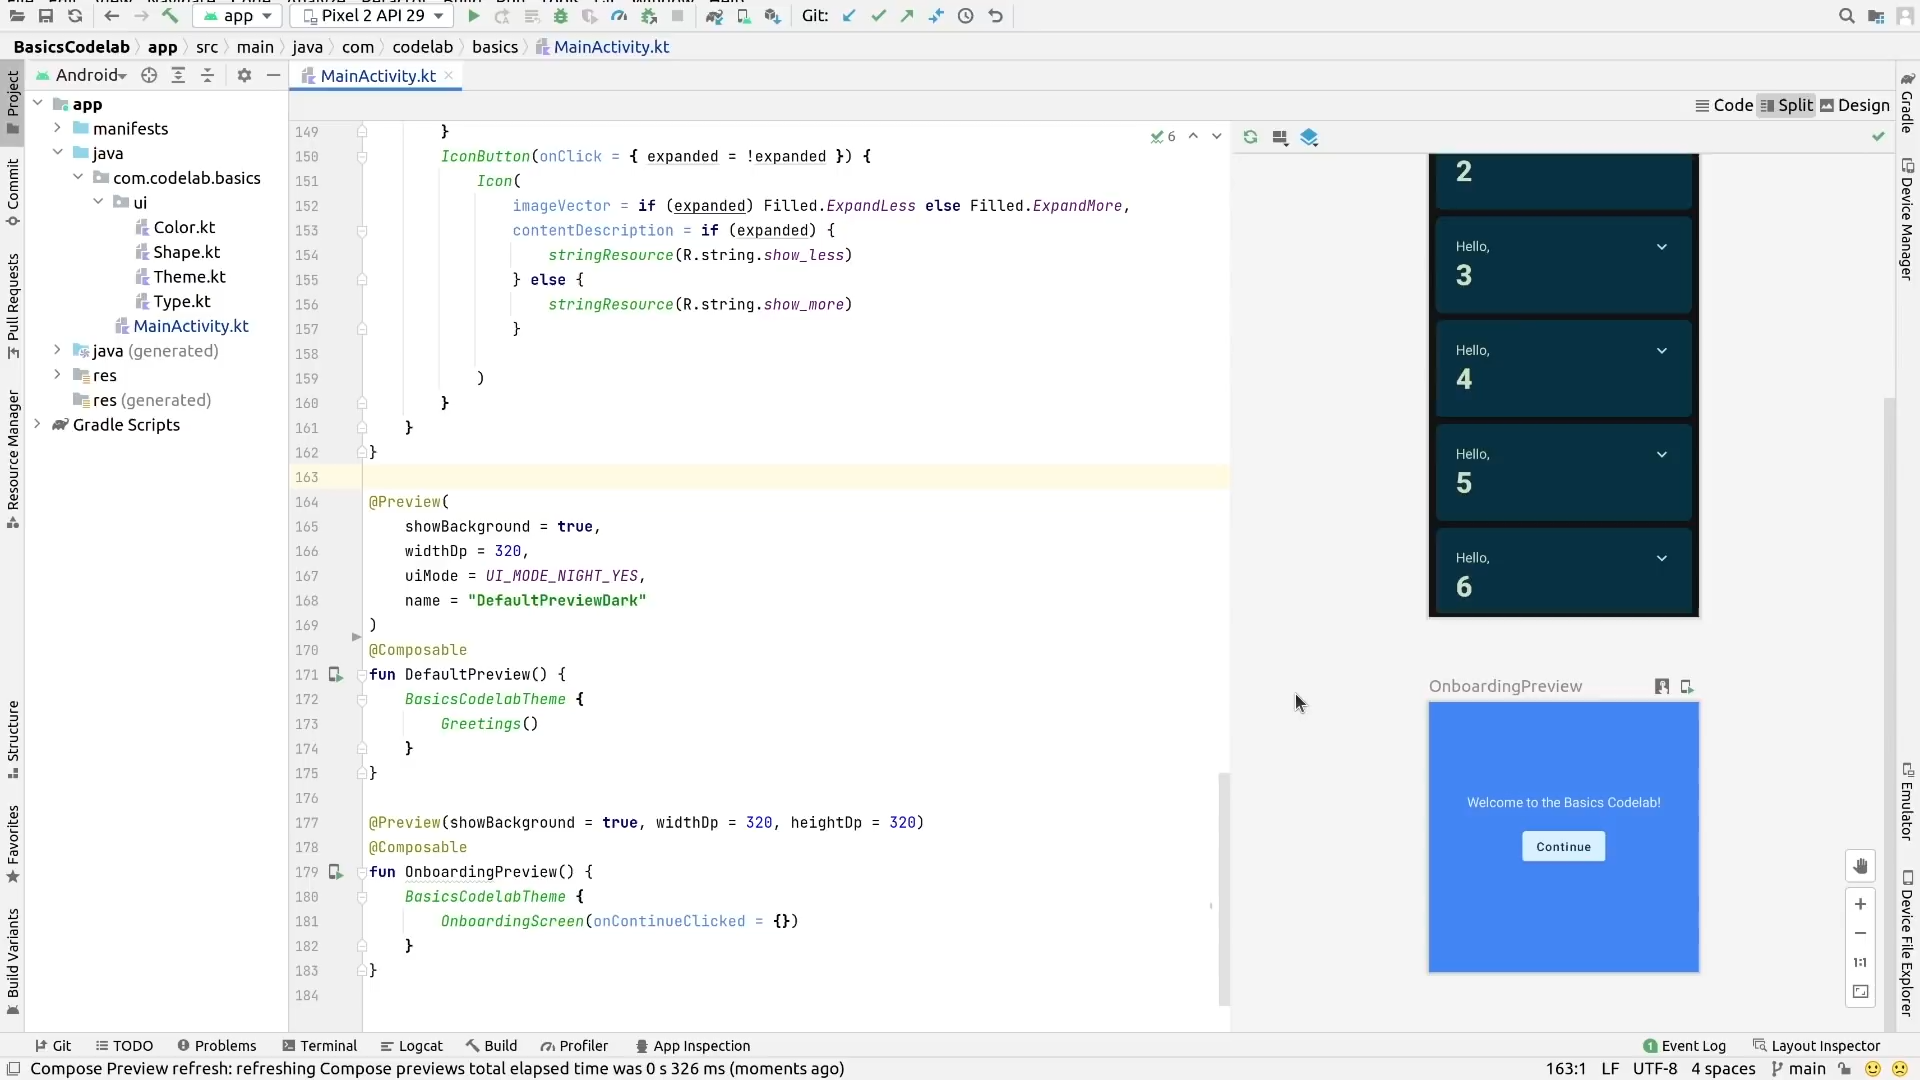 app
Pixel 2 API 29
Git:
BasicsCodelab
app
src
main
java
com
codelab
basics
MainActivity.kt
Android
MainActivity.kt
Code
Split
Design
Project
Commit
Pull Requests
Resource Manager
Structure
Favorites
Build Variants
app
manifests
java
com.codelab.basics
ui
Color.kt
Shape.kt
Theme.kt
Type.kt
MainActivity.kt
java (generated)
res
res (generated)
Gradle Scripts
6
149 }
150 IconButton(onClick = { expanded = !expanded }) {
151 Icon(
152 imageVector = if (expanded) Filled.ExpandLess else Filled.ExpandMore,
153 contentDescription = if (expanded) {
154 stringResource(R.string.show_less)
155 } else {
156 stringResource(R.string.show_more)
157 }
158
159 )
160 }
161 }
162 }
163
164 @Preview(
165 showBackground = true,
166 widthDp = 320,
167 uiMode = UI_MODE_NIGHT_YES,
168 name = "DefaultPreviewDark"
169 )
170 @Composable
171 fun DefaultPreview() {
172 BasicsCodelabTheme {
173 Greetings()
174 }
175 }
176
177 @Preview(showBackground = true, widthDp = 320, heightDp = 320)
178 @Composable
179 fun OnboardingPreview() {
180 BasicsCodelabTheme {
181 OnboardingScreen(onContinueClicked = {})
182 }
183 }
184
2
Hello,
3
Hello,
4
Hello,
5
Hello,
6
OnboardingPreview
Welcome to the Basics Codelab!
Continue
1:1
Gradle
Device Manager
Emulator
Device File Explorer
Git
TODO
Problems
Terminal
Logcat
Build
Profiler
App Inspection
1 Event Log
Layout Inspector
Compose Preview refresh: refreshing Compose previews total elapsed time was 0 s 326 ms (moments ago)
163:1
LF
UTF-8
4 spaces
main